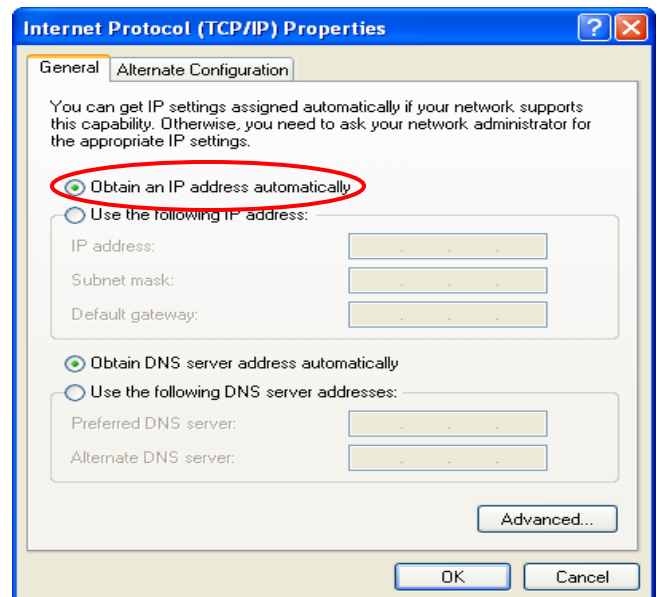 Internet Protocol (TCP/IP) Properties
General
Alternate Configuration
You can get IP settings assigned automatically if your network supports
this capability. Otherwise, you need to ask your network administrator for
the appropriate IP settings.
Obtain an IP address automatically
Use the following IP address:
IP address:
Subnet mask:
Default gateway:
Obtain DNS server address automatically
Use the following DNS server addresses:
Preferred DNS server:
Alternate DNS server:
Advanced...
OK
Cancel